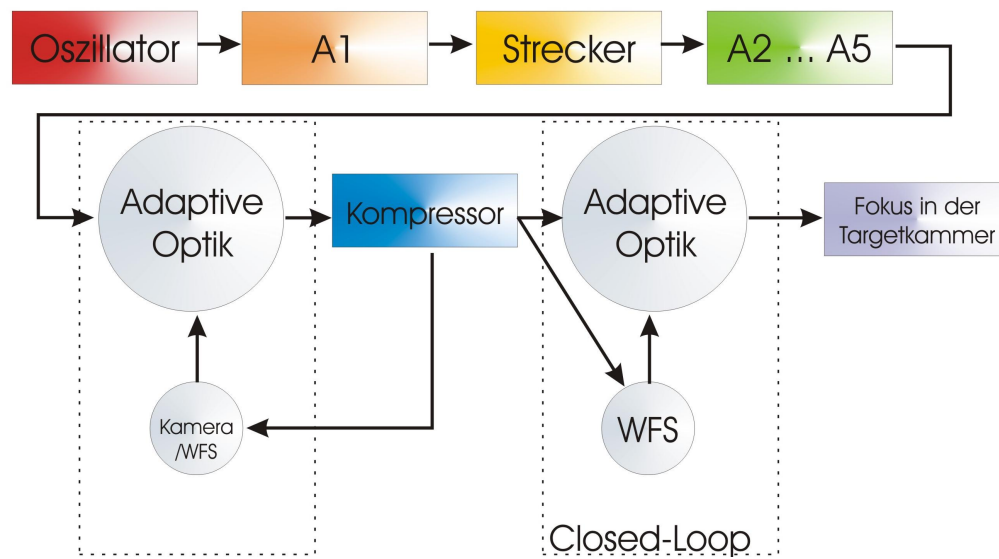 Oszillator
A1
Strecker
A2 ... A5
Adaptive
Optik
Kompressor
Adaptive
Optik
Fokus in der
Targetkammer
Kamera
/WFS
WFS
Closed-Loop